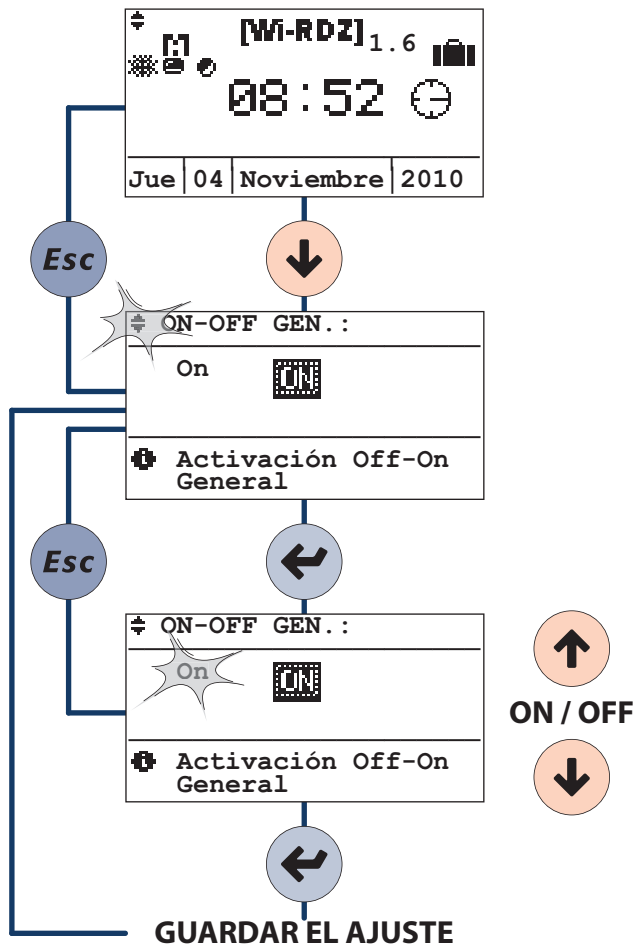 [Wi-RDZ] 1.6
08:52
Jue 04 Noviembre 2010
Esc
ON-OFF GEN.:
On ON
Activación Off-On
General
Esc
ON-OFF GEN.:
On ON
ON / OFF
Activación Off-On
General
GUARDAR EL AJUSTE